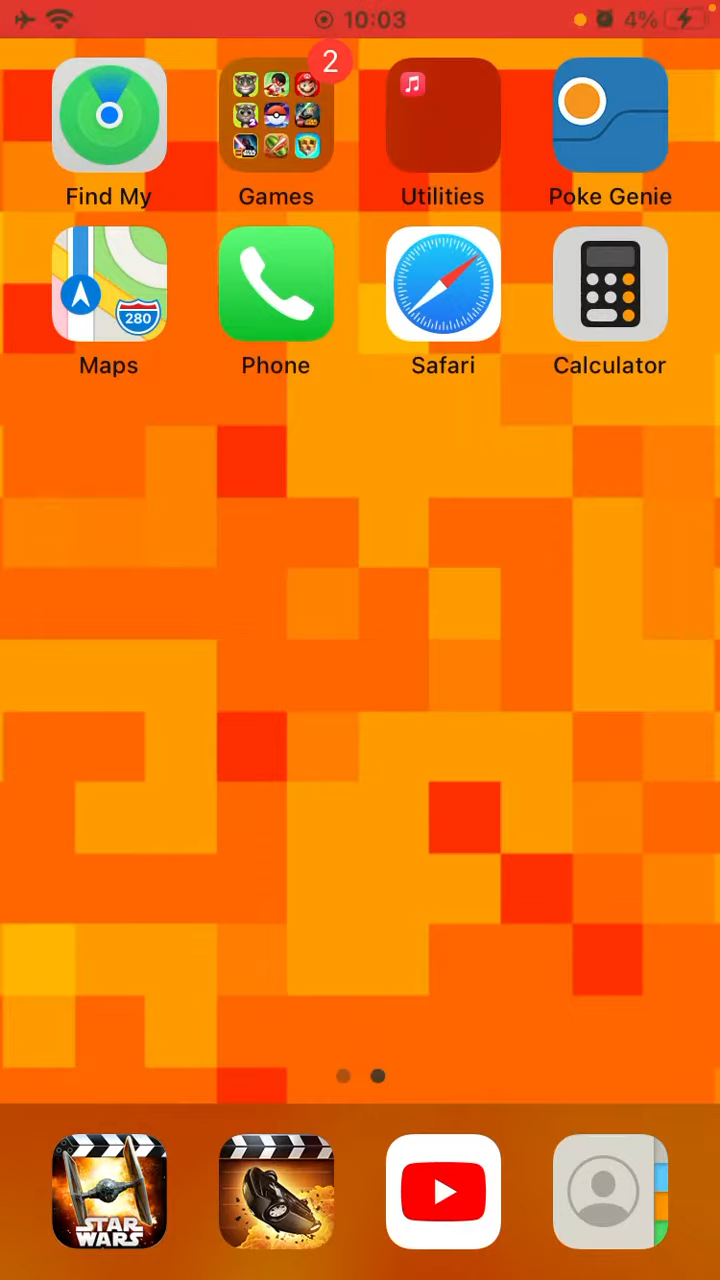 10:03 4%
2
Find My Games Utilities Poke Genie
280
Maps Phone Safari Calculator
STAR
WARS